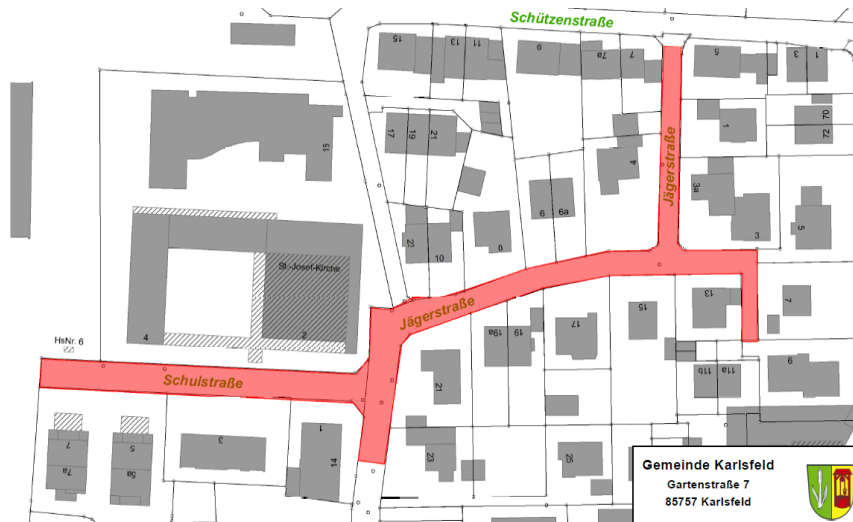 Schützenstraße
15
13
11
9
7a
7
5
3
1
17
19
21
15
1
70
72
4
Jägerstraße
3a
6
6a
3
5
10
8
St.-Josef-Kirche
HsNr. 6
4
2
Jägerstraße
19a
19
17
15
13
7
Schulstraße
21
11b
11a
9
7
7a
5
5a
3
1
14
23
25
Gemeinde Karlsfeld
Gartenstraße 7
85757 Karlsfeld